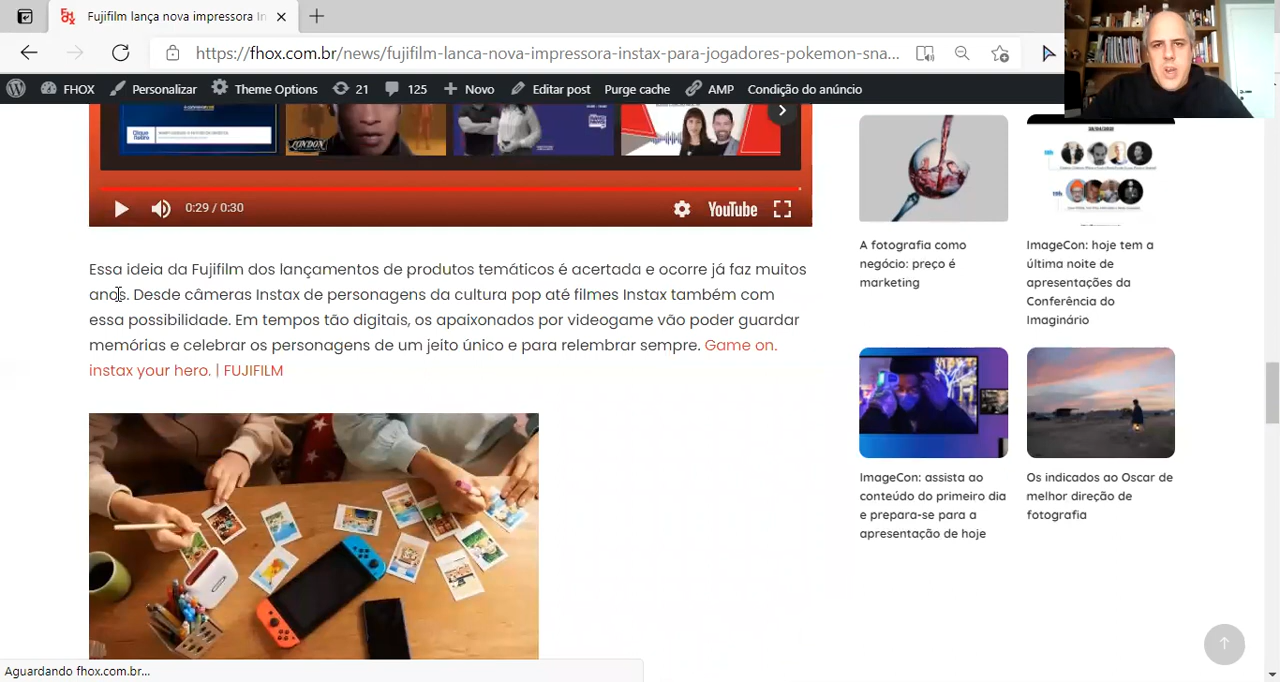 Fujifilm lança nova impressora In
https://fhox.com.br/news/fujifilm-lanca-nova-impressora-instax-para-jogadores-pokemon-sna...
FHOX
Personalizar
Theme Options
21
125
Novo
Editar post
Purge cache
AMP
Condição do anúncio
LONDON
0:29 / 0:30
YouTube
Essa ideia da Fujifilm dos lançamentos de produtos temáticos é acertada e ocorre já faz muitos
anos. Desde câmeras Instax de personagens da cultura pop até filmes Instax também com
essa possibilidade. Em tempos tão digitais, os apaixonados por videogame vão poder guardar
memórias e celebrar os personagens de um jeito único e para relembrar sempre. Game on.
instax your hero. | FUJIFILM
A fotografia como
negócio: preço é
marketing
ImageCon: hoje tem a
última noite de
apresentações da
Conferência do
Imaginário
ImageCon: assista ao
conteúdo do primeiro dia
e prepara-se para a
apresentação de hoje
Os indicados ao Oscar de
melhor direção de
fotografia
Aguardando fhox.com.br...